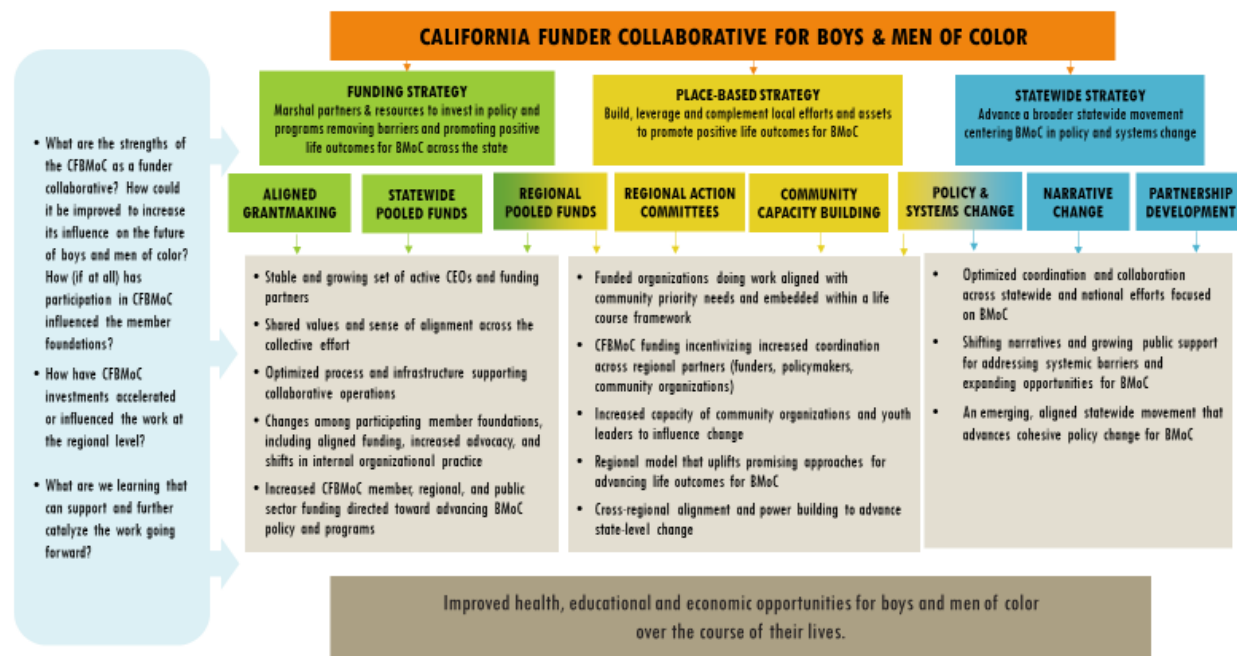 CALIFORNIA FUNDER COLLABORATIVE FOR BOYS & MEN OF COLOR
FUNDING STRATEGY
Marshal partners & resources to invest in policy and
programs removing barriers and promoting positive
life outcomes for BMoC across the state
PLACE-BASED STRATEGY
Build, leverage and complement local efforts and assets
to promote positive life outcomes for BMoC
STATEWIDE STRATEGY
Advance a broader statewide movement
centering BMoC in policy and systems change
ALIGNED
GRANTMAKING
STATEWIDE
POOLED FUNDS
REGIONAL
POOLED FUNDS
REGIONAL ACTION
COMMITTEES
COMMUNITY
CAPACITY BUILDING
POLICY &
SYSTEMS CHANGE
NARRATIVE
CHANGE
PARTNERSHIP
DEVELOPMENT
• What are the strengths of
the CFBMoC as a funder
collaborative? How could
it be improved to increase
its influence on the future
of boys and men of color?
How (if at all) has
participation in CFBMoC
influenced the member
foundations?
• How have CFBMoC
investments accelerated
or influenced the work at
the regional level?
• What are we learning that
can support and further
catalyze the work going
forward?
• Stable and growing set of active CEOs and funding
partners
• Shared values and sense of alignment across the
collective effort
• Optimized process and infrastructure supporting
collaborative operations
• Changes among participating member foundations,
including aligned funding, increased advocacy, and
shifts in internal organizational practice
• Increased CFBMoC member, regional, and public
sector funding directed toward advancing BMoC
policy and programs
• Funded organizations doing work aligned with
community priority needs and embedded within a life
course framework
• CFBMoC funding incentivizing increased coordination
across regional partners (funders, policymakers,
community organizations)
• Increased capacity of community organizations and youth
leaders to influence change
• Regional model that uplifts promising approaches for
advancing life outcomes for BMoC
• Cross-regional alignment and power building to advance
state-level change
• Optimized coordination and collaboration
across statewide and national efforts focused
on BMoC
• Shifting narratives and growing public support
for addressing systemic barriers and
expanding opportunities for BMoC
• An emerging, aligned statewide movement that
advances cohesive policy change for BMoC
Improved health, educational and economic opportunities for boys and men of color
over the course of their lives.